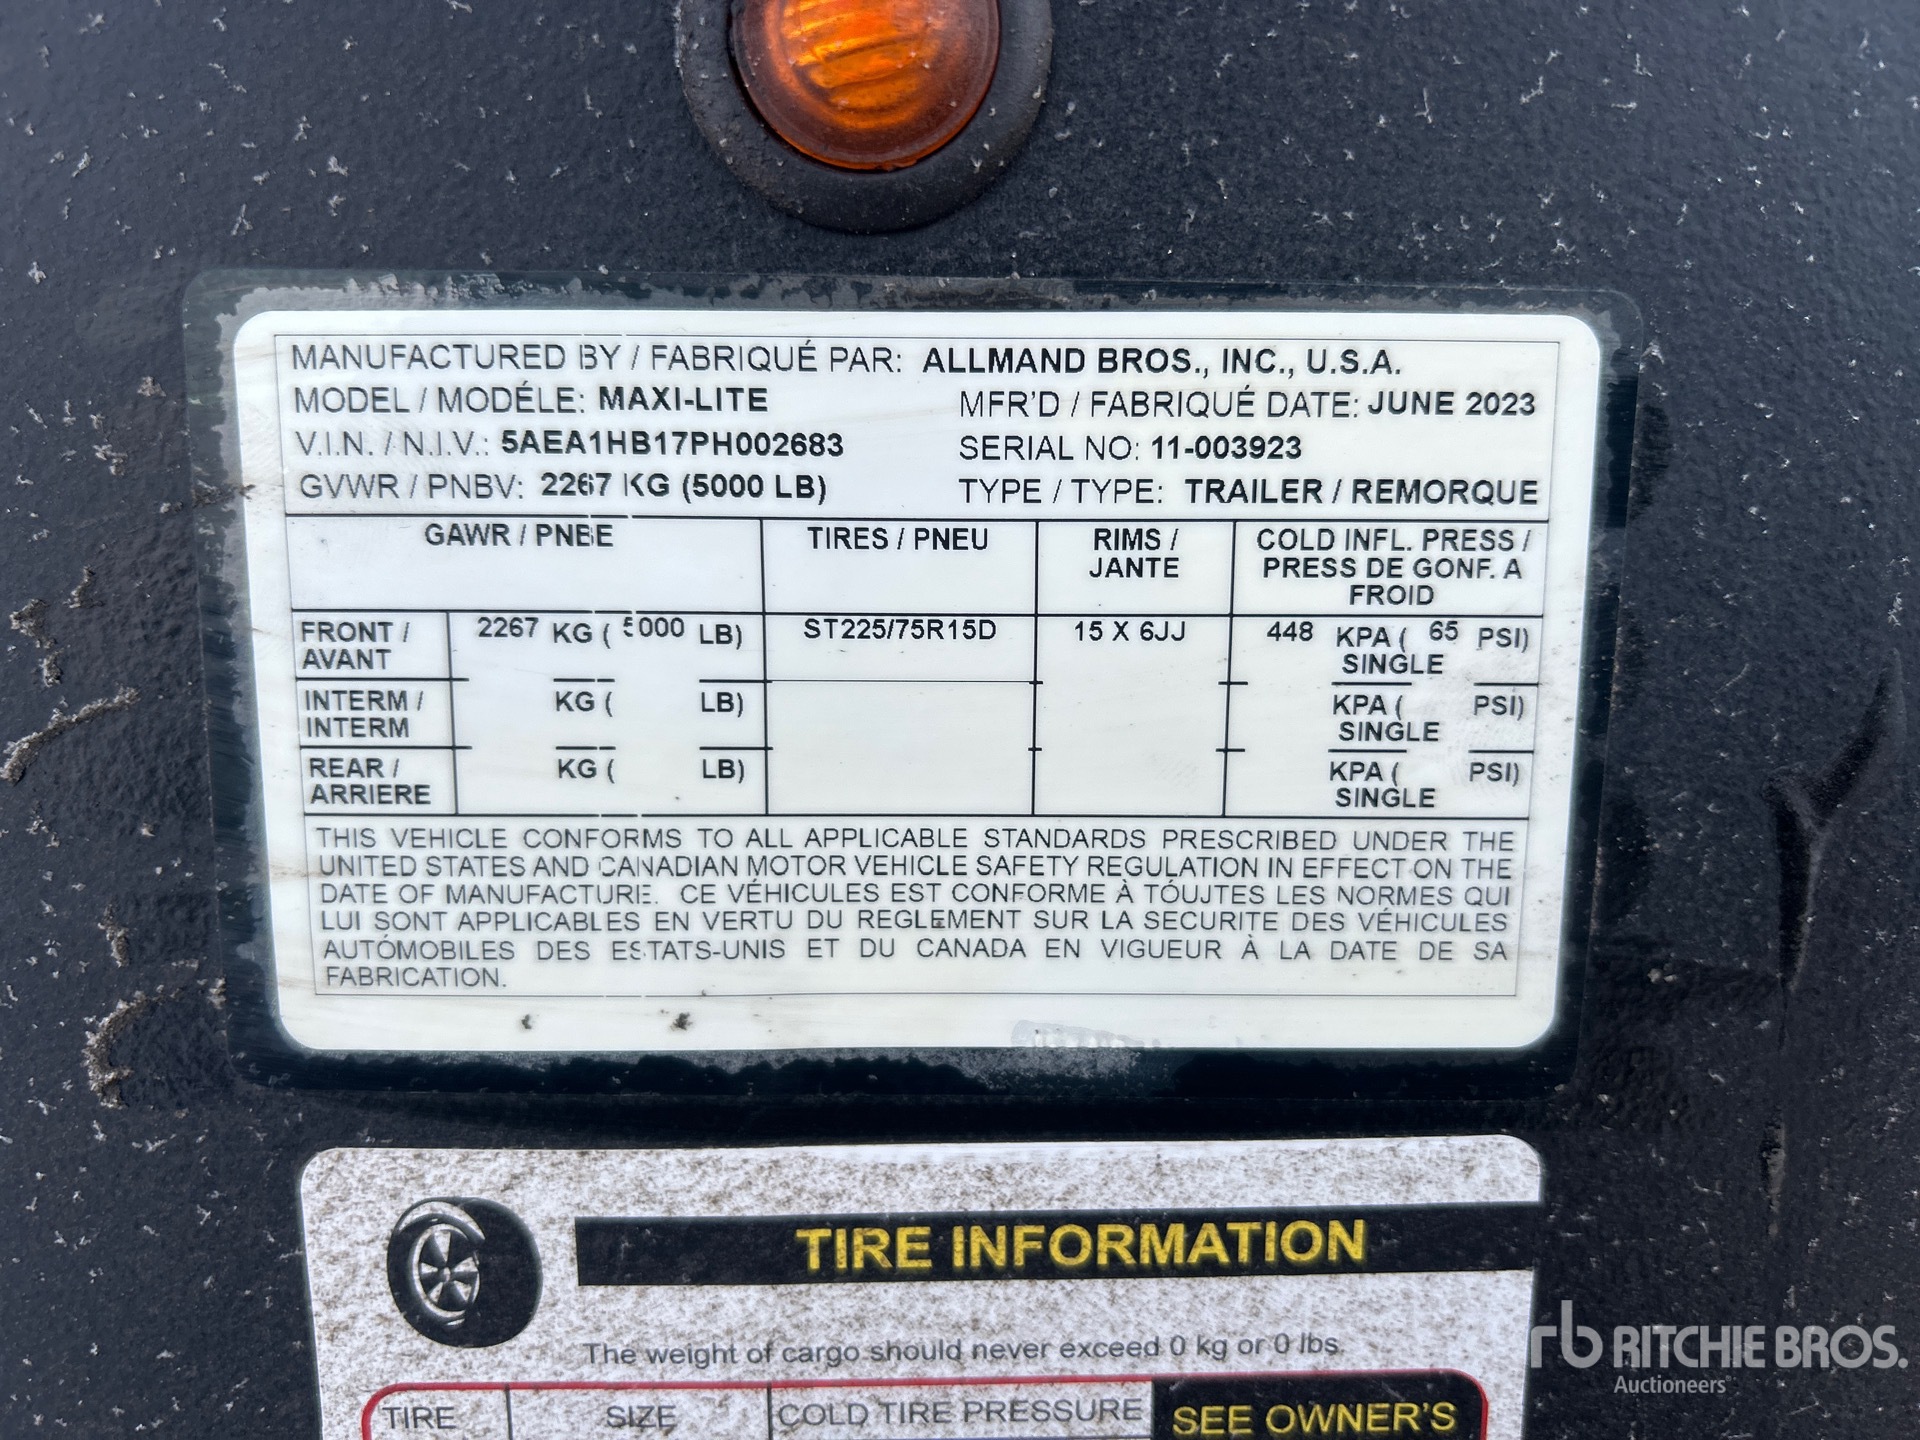 MANUFACTURED BY / FABRIQUÉ PAR: ALLMAND BROS., INC., U.S.A.
MODEL / MODÉLE: MAXI-LITE MFR'D / FABRIQUÉ DATE: JUNE 2023
V.I.N. / N.I.V.: 5AEA1HB17PH002683 SERIAL NO: 11-003923
GVWR / PNBV: 2267 KG (5000 LB) TYPE / TYPE: TRAILER / REMORQUE
GAWR / PNBE TIRES / PNEU RIMS / JANTE COLD INFL. PRESS / PRESS DE GONF. A FROID
FRONT / AVANT 2267 KG ( 5000 LB) ST225/75R15D 15 X 6JJ 448 KPA ( 65 PSI) SINGLE
INTERM / INTERM KG ( LB) KPA ( PSI) SINGLE
REAR / ARRIERE KG ( LB) KPA ( PSI) SINGLE
THIS VEHICLE CONFORMS TO ALL APPLICABLE STANDARDS PRESCRIBED UNDER THE
UNITED STATES AND CANADIAN MOTOR VEHICLE SAFETY REGULATION IN EFFECT ON THE
DATE OF MANUFACTURE. CE VÉHICULES EST CONFORME À TÓUJTES LES NORMES QUI
LUI SONT APPLICABLES EN VERTU DU REGLEMENT SUR LA SECURITE DES VÉHICULES
AUTÓMOBILES DES ESTATS-UNIS ET DU CANADA EN VIGUEUR À LA DATE DE SA
FABRICATION.
TIRE INFORMATION
The weight of cargo should never exceed 0 kg or 0 lbs.
TIRE SIZE COLD TIRE PRESSURE SEE OWNER'S
rb RITCHIE BROS.
Auctioneers